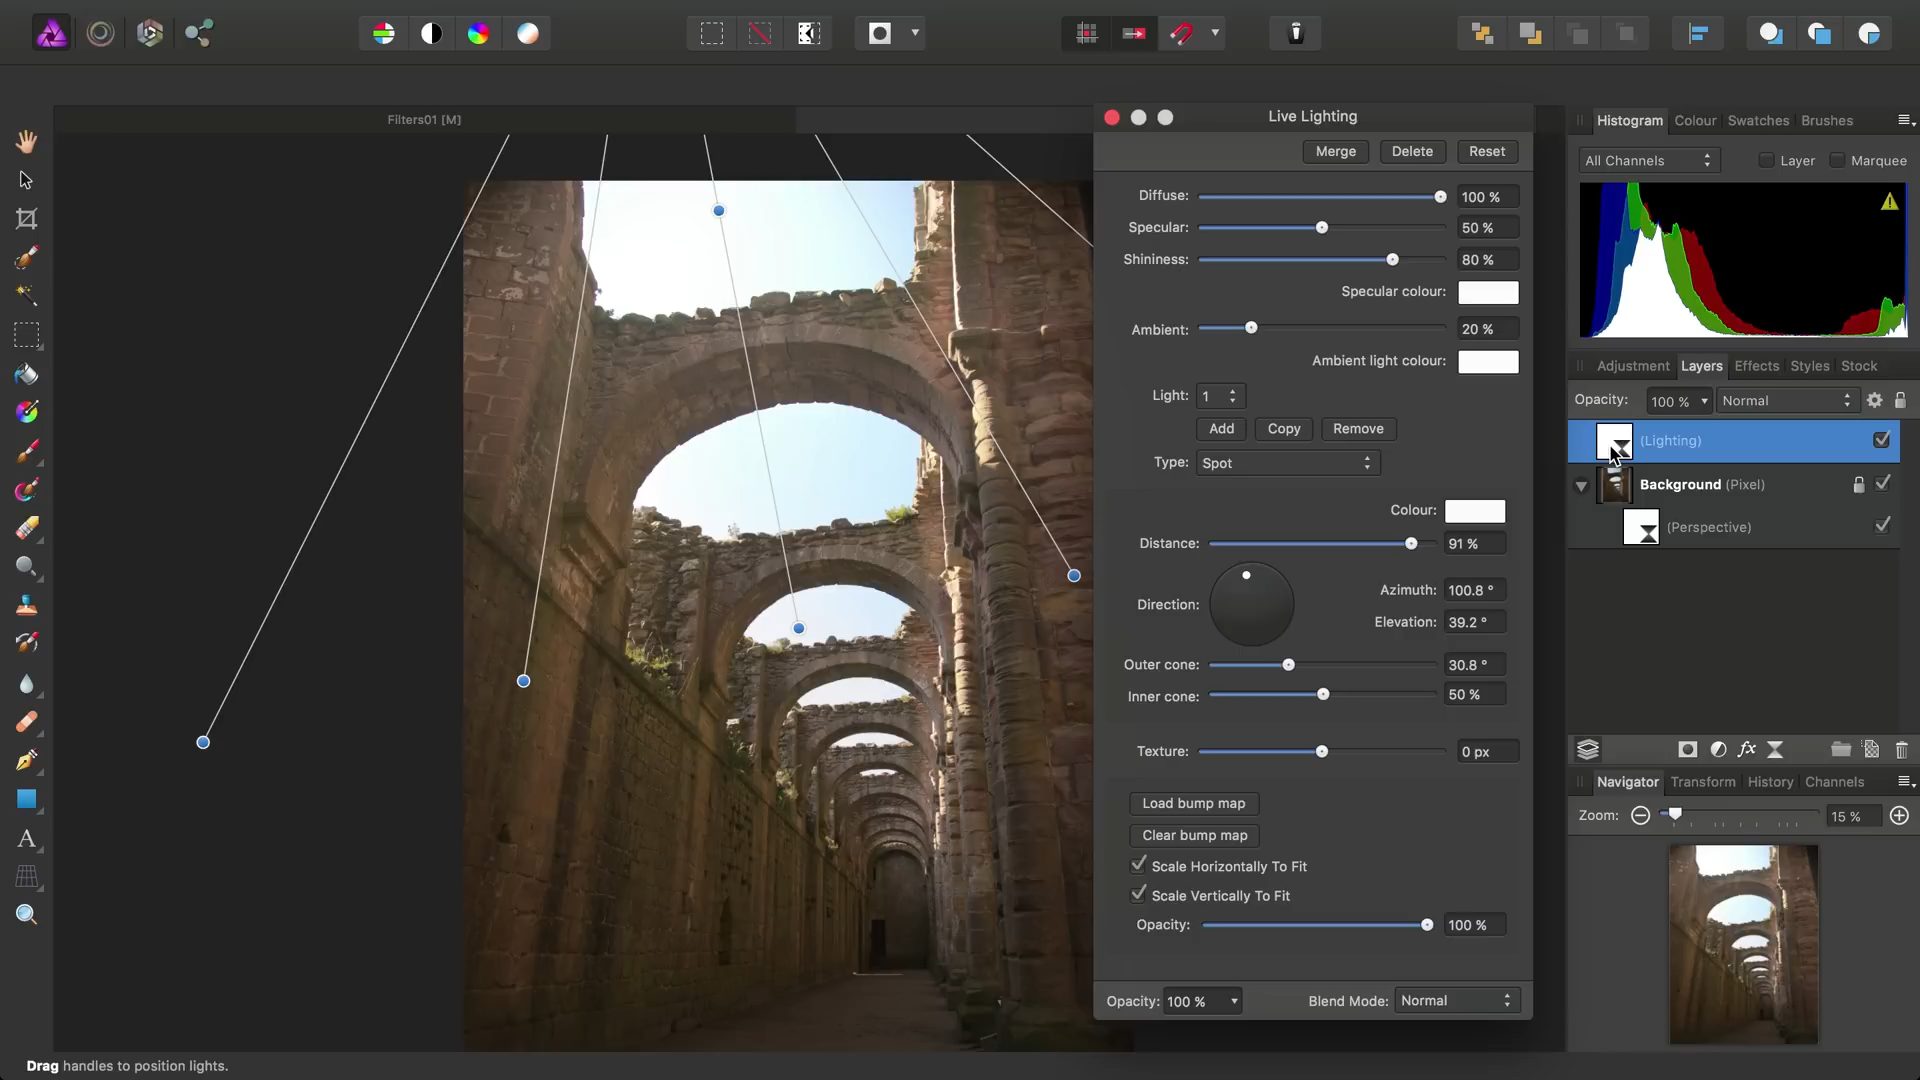 Filters01 [M]
Live Lighting
Merge
Delete
Reset
Diffuse:
100 %
Specular:
50 %
Shininess:
80 %
Specular colour:
Ambient:
20 %
Ambient light colour:
Light:
1
Add
Copy
Remove
Type:
Spot
Colour:
Distance:
91 %
Direction:
Azimuth:
100.8 °
Elevation:
39.2 °
Outer cone:
30.8 °
Inner cone:
50 %
Texture:
0 px
Load bump map
Clear bump map
Scale Horizontally To Fit
Scale Vertically To Fit
Opacity:
100 %
Opacity:
100 %
Blend Mode:
Normal
Histogram
Colour
Swatches
Brushes
All Channels
Layer
Marquee
Adjustment
Layers
Effects
Styles
Stock
Opacity:
100 %
Normal
(Lighting)
Background (Pixel)
(Perspective)
fx
Navigator
Transform
History
Channels
Zoom:
15 %
A
Drag handles to position lights.